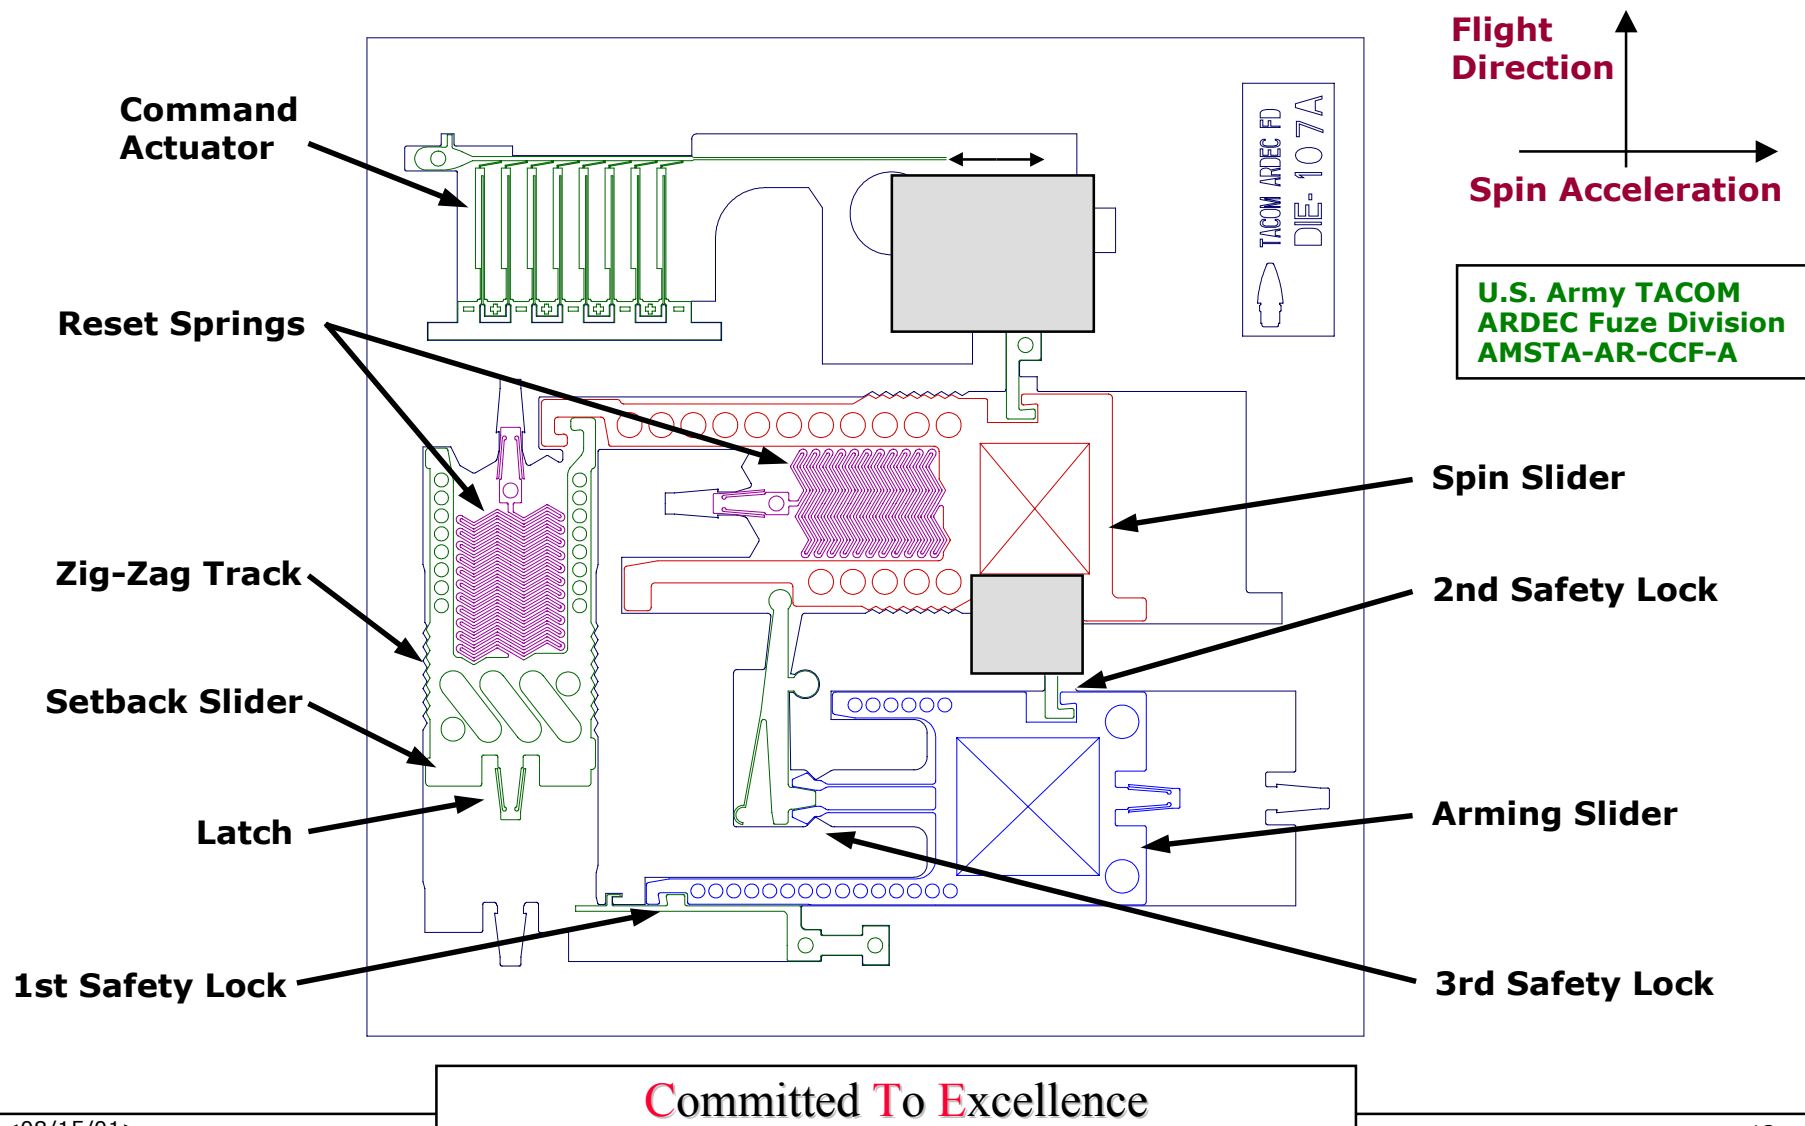 Flight
Direction
Spin Acceleration
Command
Actuator
TACOM ARDEC FD
DIE-107A
U.S. Army TACOM
ARDEC Fuze Division
AMSTA-AR-CCF-A
Reset Springs
Spin Slider
Zig-Zag Track
2nd Safety Lock
Setback Slider
Latch
Arming Slider
1st Safety Lock
3rd Safety Lock
Committed To Excellence